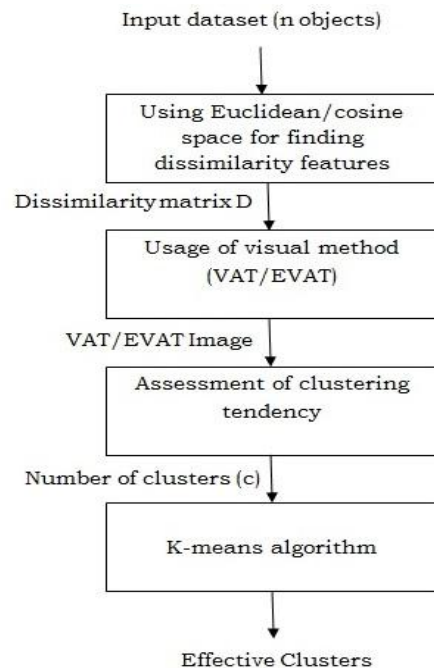 Input dataset (n objects)
Using Euclidean/cosine
space for finding
dissimilarity features
Dissimilarity matrix D
Usage of visual method
(VAT/EVAT)
VAT/EVAT Image
Assessment of clustering
tendency
Number of clusters (c)
K-means algorithm
Effective Clusters